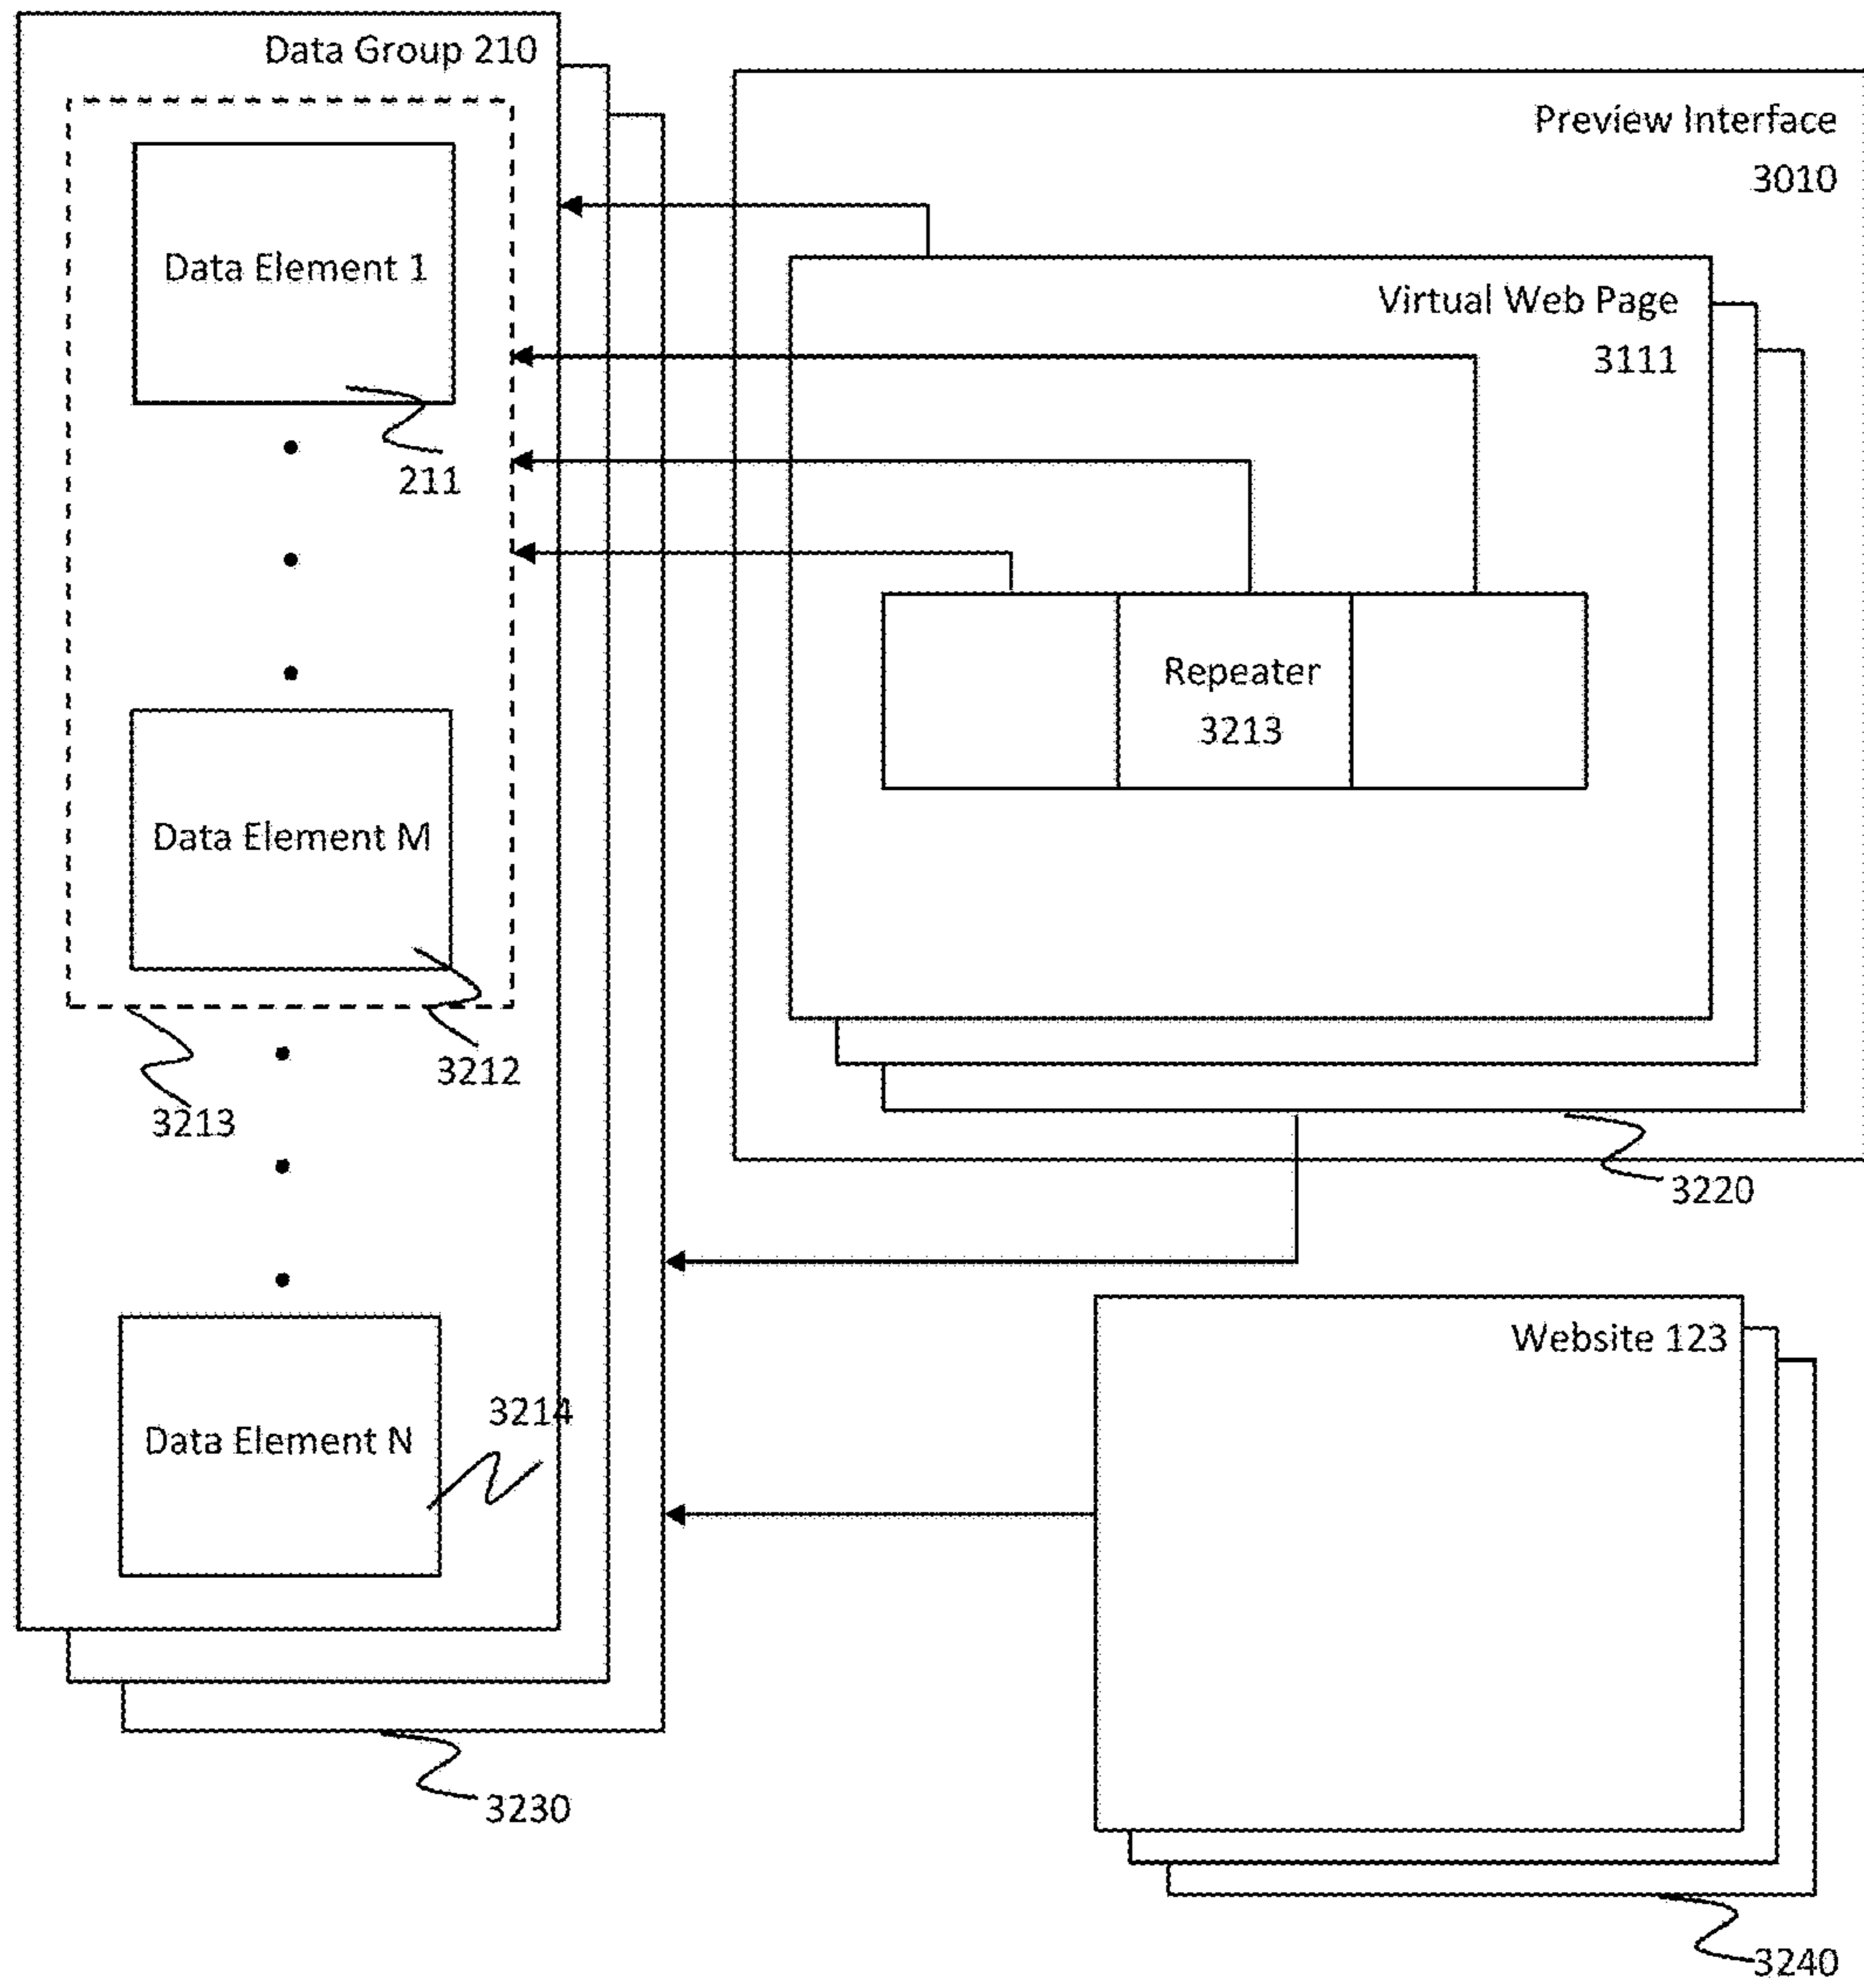 Data Group 210
Data Element 1
211
Data Element M
3212
3213
Data Element N
3214
3230
Preview Interface
3010
Virtual Web Page
3111
Repeater
3213
3220
Website 123
3240